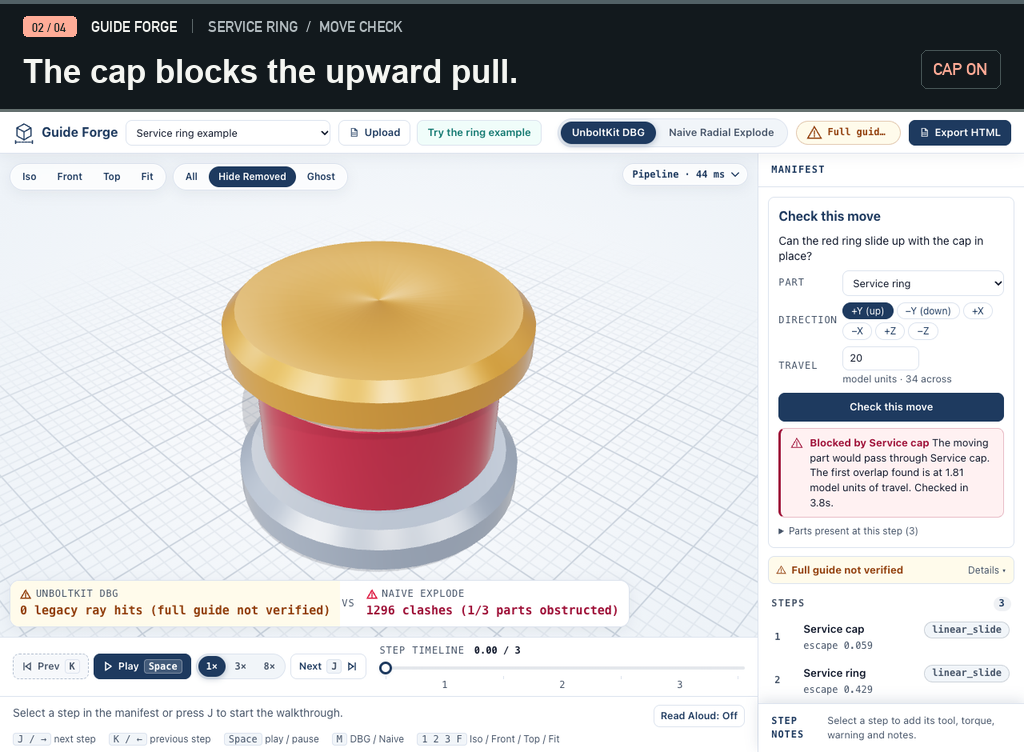 02 / 04 GUIDE FORGE SERVICE RING / MOVE CHECK
The cap blocks the upward pull.
CAP ON
Guide Forge Service ring example Upload Try the ring example UnboltKit DBG Naive Radial Explode Full guid… Export HTML
Iso Front Top Fit All Hide Removed Ghost Pipeline · 44 ms
MANIFEST
Check this move
Can the red ring slide up with the cap in
place?
PART Service ring
DIRECTION +Y (up) −Y (down) +X
−X +Z −Z
TRAVEL 20
model units · 34 across
Check this move
Blocked by Service cap The moving
part would pass through Service cap.
The first overlap found is at 1.81
model units of travel. Checked in
3.8s.
Parts present at this step (3)
Full guide not verified Details
STEPS 3
1 Service cap linear_slide
escape 0.059
2 Service ring linear_slide
escape 0.429
UNBOLTKIT DBG
0 legacy ray hits (full guide not verified)
VS
NAIVE EXPLODE
1296 clashes (1/3 parts obstructed)
Prev K Play Space 1× 3× 8× Next J
STEP TIMELINE 0.00 / 3
1 2 3
Select a step in the manifest or press J to start the walkthrough.
Read Aloud: Off
J / → next step K / ← previous step Space play / pause M DBG / Naive 1 2 3 F Iso / Front / Top / Fit
STEP
NOTES
Select a step to add its tool, torque,
warning and notes.